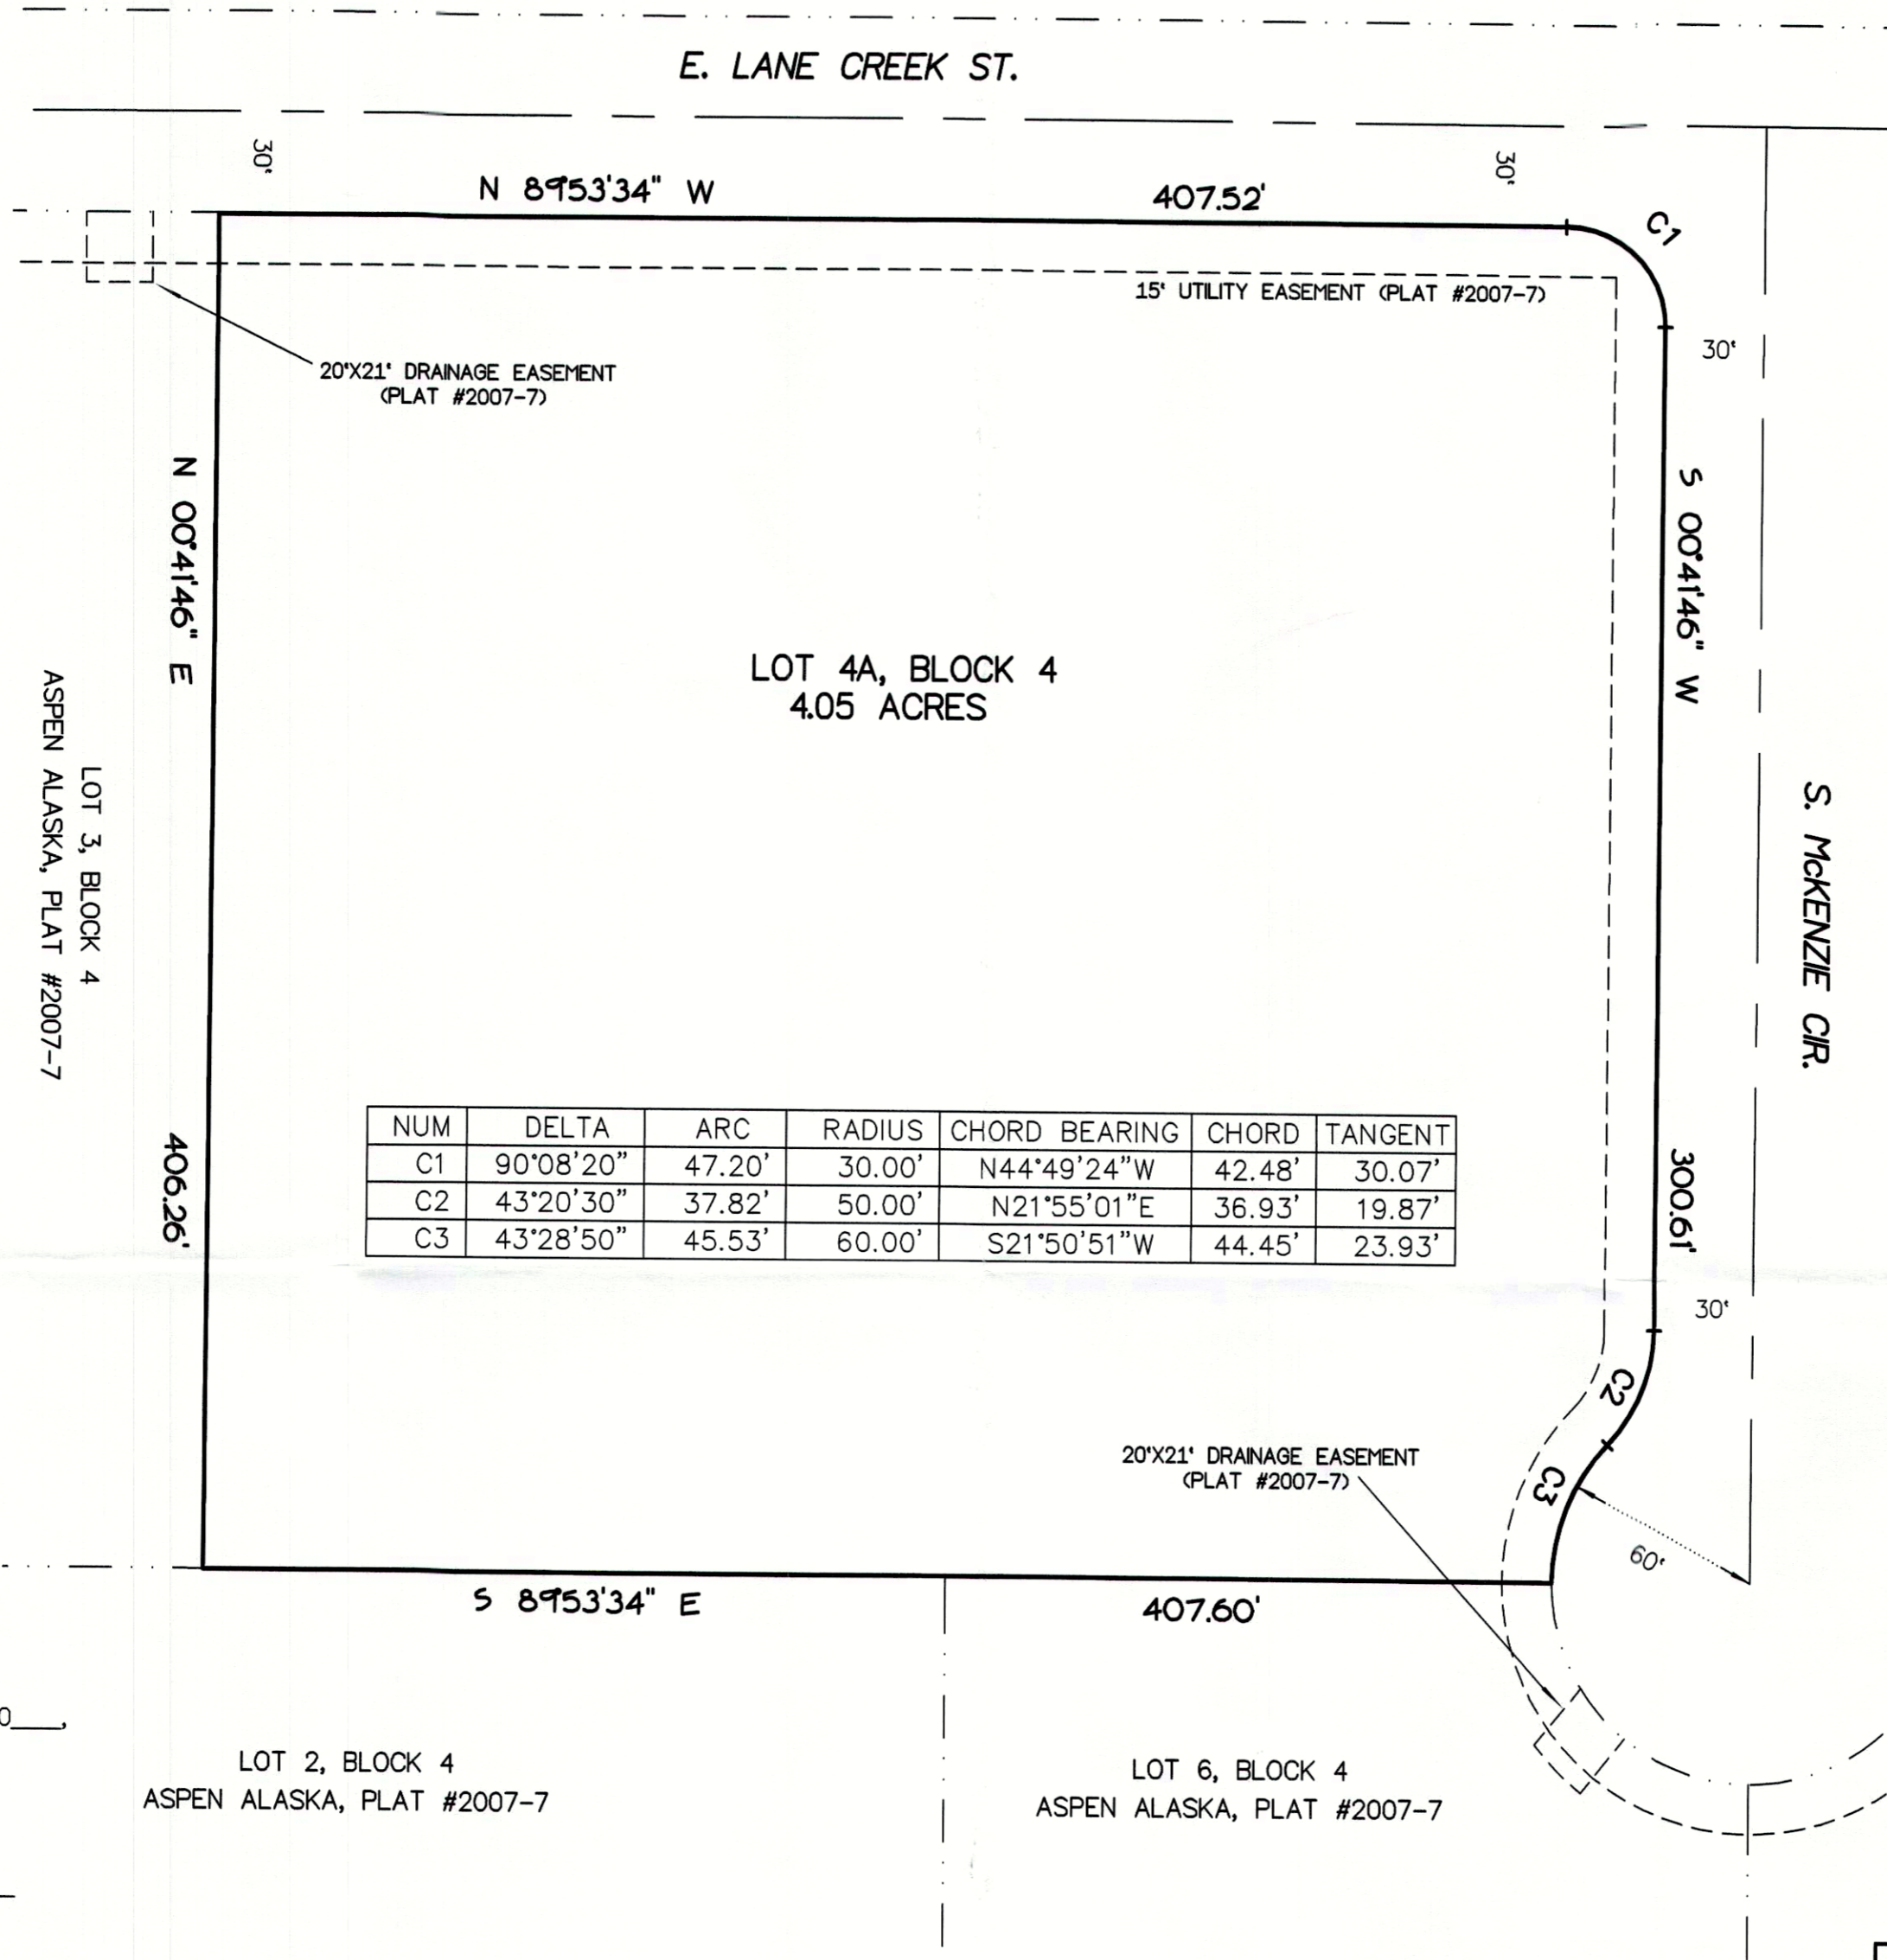 E. LANE CREEK ST.
30'
30'
N 89°53'34" W
407.52'
C1
15' UTILITY EASEMENT (PLAT #2007-7)
30'
20'X21' DRAINAGE EASEMENT
(PLAT #2007-7)
N 00°41'46" E
406.26'
S 00°41'46" W
300.61'
LOT 4A, BLOCK 4
4.05 ACRES
LOT 3, BLOCK 4
ASPEN ALASKA, PLAT #2007-7
S. McKENZIE CIR.
NUM DELTA ARC RADIUS CHORD BEARING CHORD TANGENT
C1 90°08'20" 47.20' 30.00' N44°49'24"W 42.48' 30.07'
C2 43°20'30" 37.82' 50.00' N21°55'01"E 36.93' 19.87'
C3 43°28'50" 45.53' 60.00' S21°50'51"W 44.45' 23.93'
30'
C2
C3
20'X21' DRAINAGE EASEMENT
(PLAT #2007-7)
60'
S 89°53'34" E
407.60'
0___,
LOT 2, BLOCK 4
ASPEN ALASKA, PLAT #2007-7
LOT 6, BLOCK 4
ASPEN ALASKA, PLAT #2007-7